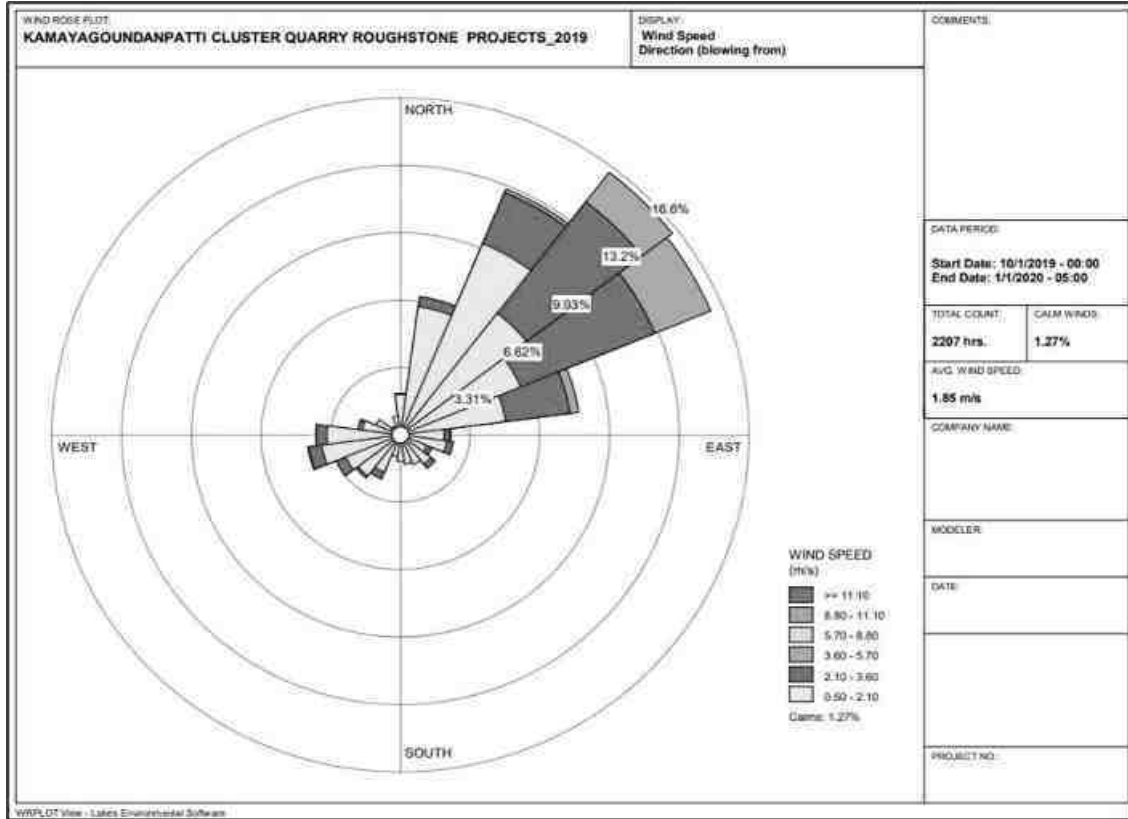 WIND ROSE PLOT:
KAMAYAGOUNDANPATTI CLUSTER QUARRY ROUGHSTONE PROJECTS_2019
DISPLAY:
Wind Speed
Direction (blowing from)
COMMENTS:
NORTH
16.6%
13.2%
9.93%
6.62%
3.31%
WEST
EAST
SOUTH
WIND SPEED
(m/s)
>= 11.10
8.80 - 11.10
5.70 - 8.80
3.60 - 5.70
2.10 - 3.60
0.50 - 2.10
Calms: 1.27%
DATA PERIOD:
Start Date: 10/1/2019 - 00:00
End Date: 1/1/2020 - 05:00
TOTAL COUNT:
2207 hrs.
CALM WINDS:
1.27%
AVG. WIND SPEED:
1.85 m/s
COMPANY NAME:
MODELER:
DATE:
PROJECT NO.:
WRPLOT View - Lakes Environmental Software